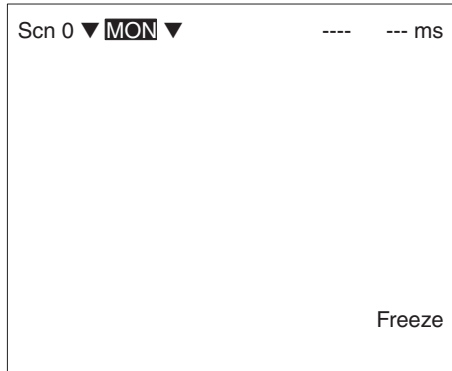 Scn 0 ▼ MON ▼ ---- --- ms
Freeze